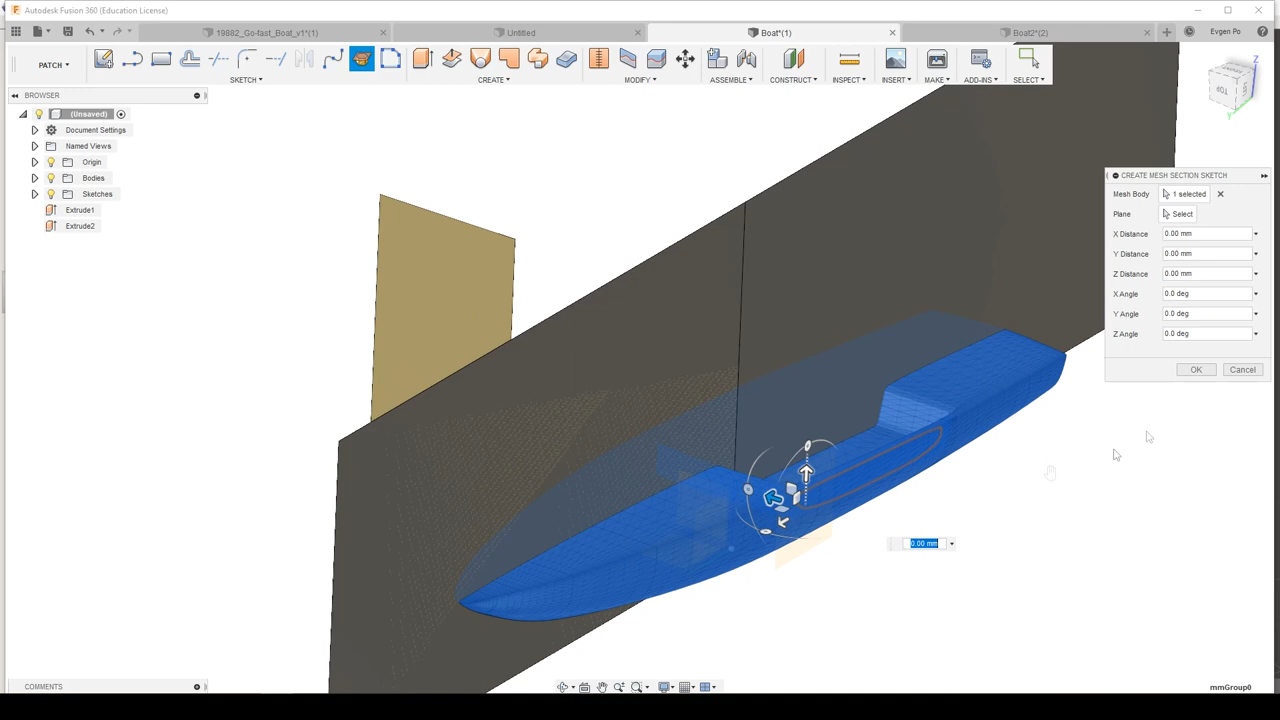 Autodesk Fusion 360 (Education License)
19882_Go-fast_Boat_v1*(1)
Untitled
Boat*(1)
Boat2*(2)
Evgen Po
PATCH
SKETCH
CREATE
MODIFY
ASSEMBLE
CONSTRUCT
INSPECT
INSERT
MAKE
ADD-INS
SELECT
BROWSER
(Unsaved)
Document Settings
Named Views
Origin
Bodies
Sketches
Extrude1
Extrude2
TOP
Z
Y
CREATE MESH SECTION SKETCH
Mesh Body 1 selected
Plane Select
X Distance 0.00 mm
Y Distance 0.00 mm
Z Distance 0.00 mm
X Angle 0.0 deg
Y Angle 0.0 deg
Z Angle 0.0 deg
OK Cancel
0.00 mm
COMMENTS
mmGroup0